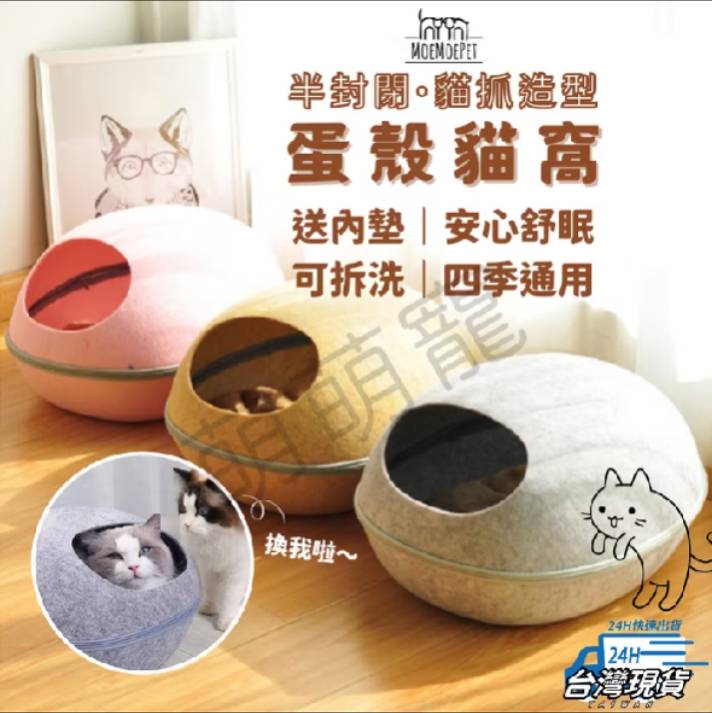 MOEMOEPET
半封閉·貓抓造型
蛋殼貓窩
送內墊｜安心舒眠
可拆洗｜四季通用
萌萌寵
換我啦～
24H快速出貨
24H
台灣現貨
TAIWAN